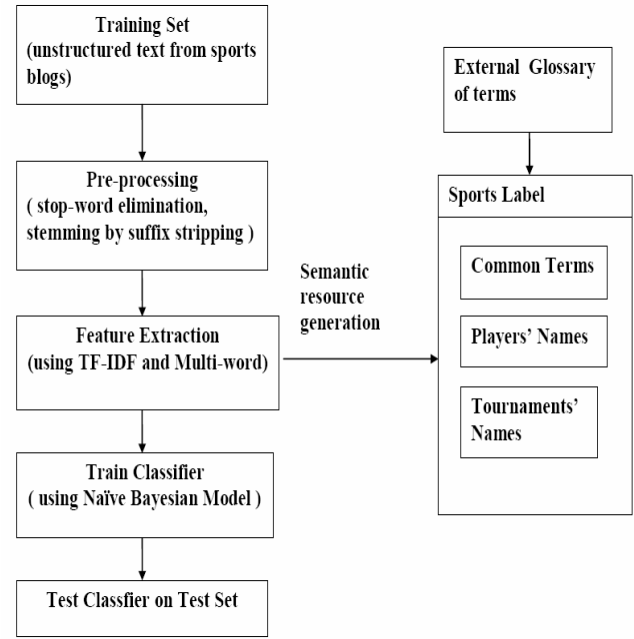 Training Set
(unstructured text from sports
blogs)
Pre-processing
( stop-word elimination,
stemming by suffix stripping )
Feature Extraction
(using TF-IDF and Multi-word)
Train Classifier
( using Naïve Bayesian Model )
Test Classfier on Test Set
Semantic
resource
generation
External Glossary
of terms
Sports Label
Common Terms
Players’ Names
Tournaments’
Names